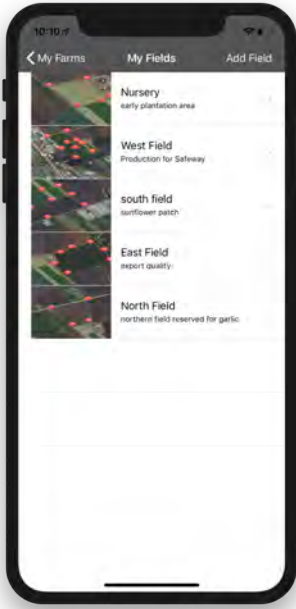 10:10
My Farms
My Fields
Add Field
Nursery
early plantation area
West Field
Production for Safeway
south field
sunflower patch
East Field
export quality
North Field
northern field reserved for garlic